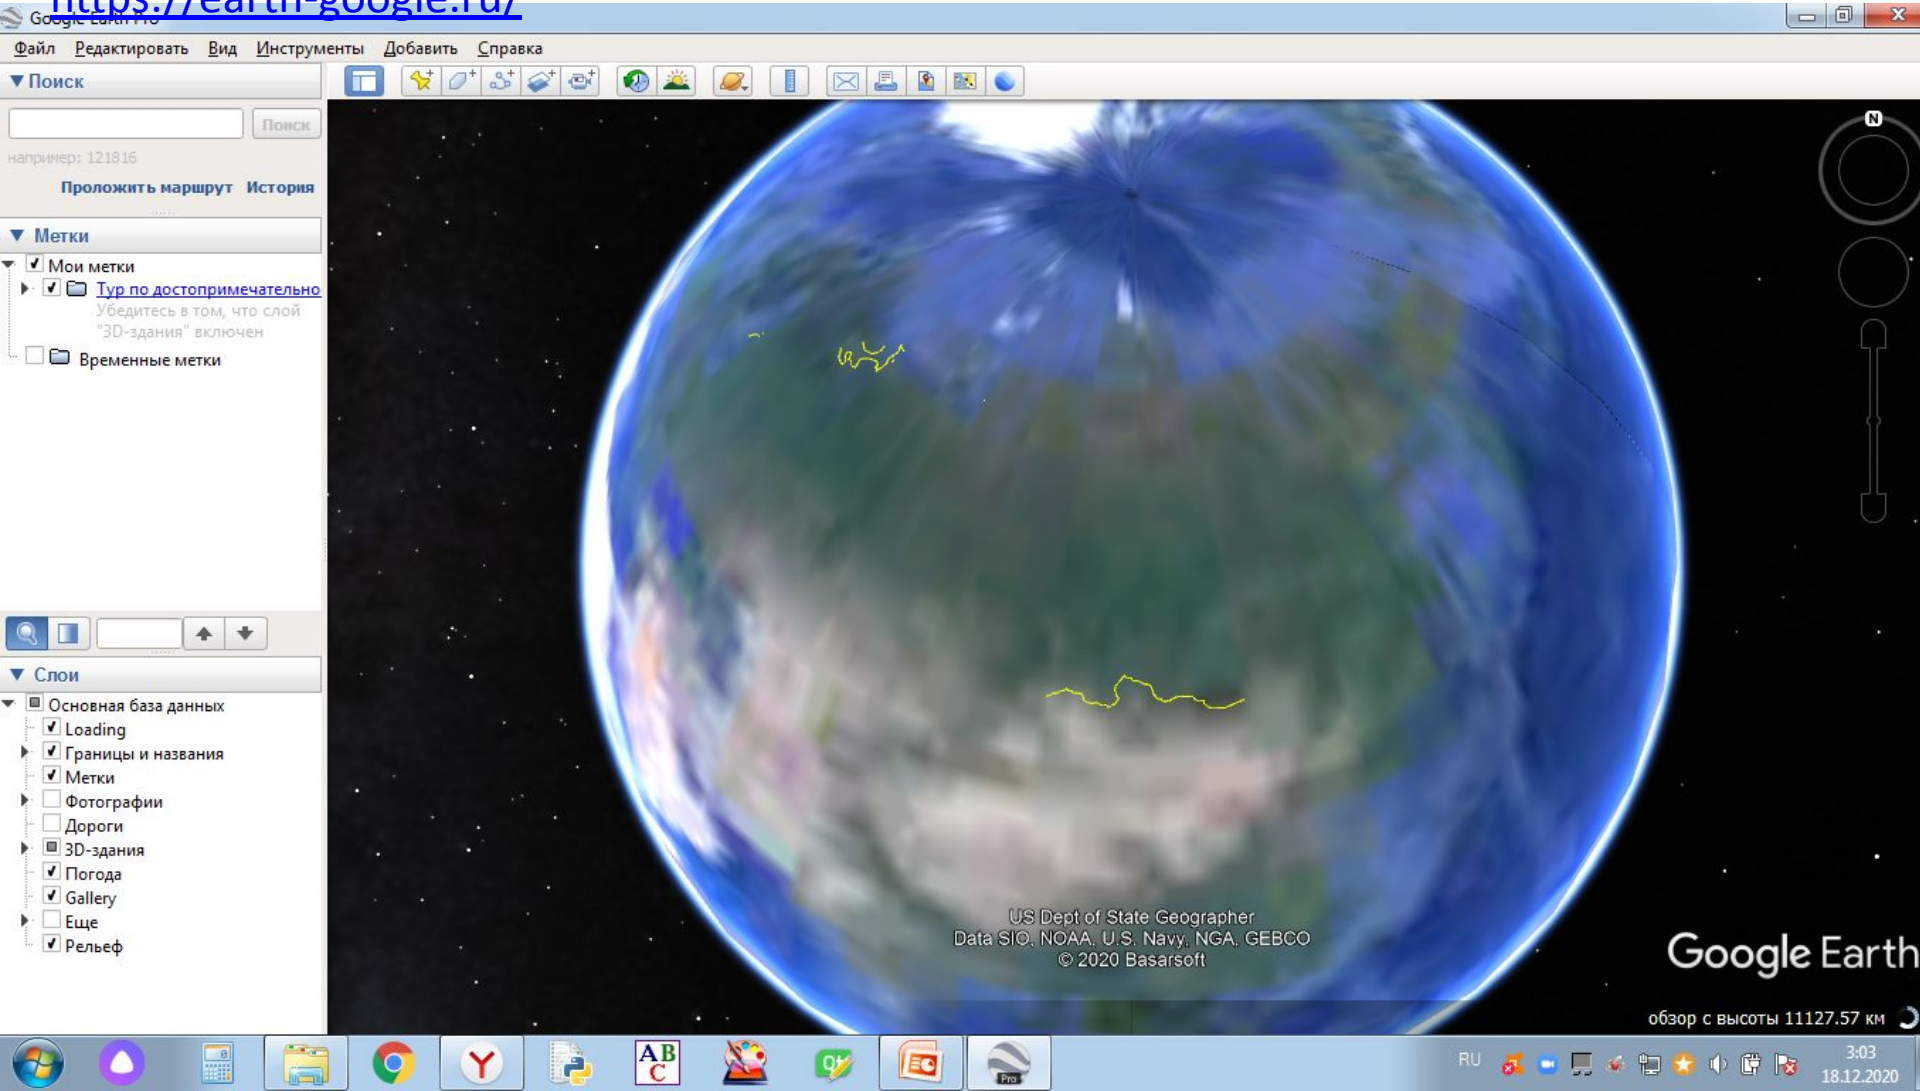 https://earth-google.ru/
Google Earth Pro
Файл Редактировать Вид Инструменты Добавить Справка
Поиск
Поиск
например: 121816
Проложить маршрут История
Метки
Мои метки
Тур по достопримечательно
Убедитесь в том, что слой
"3D-здания" включен
Временные метки
Слои
Основная база данных
Loading
Границы и названия
Метки
Фотографии
Дороги
3D-здания
Погода
Gallery
Еще
Рельеф
N
US Dept of State Geographer
Data SIO, NOAA, U.S. Navy, NGA, GEBCO
© 2020 Basarsoft
Google Earth
обзор с высоты 11127.57 км
A B
C
Pro
RU
3:03
18.12.2020